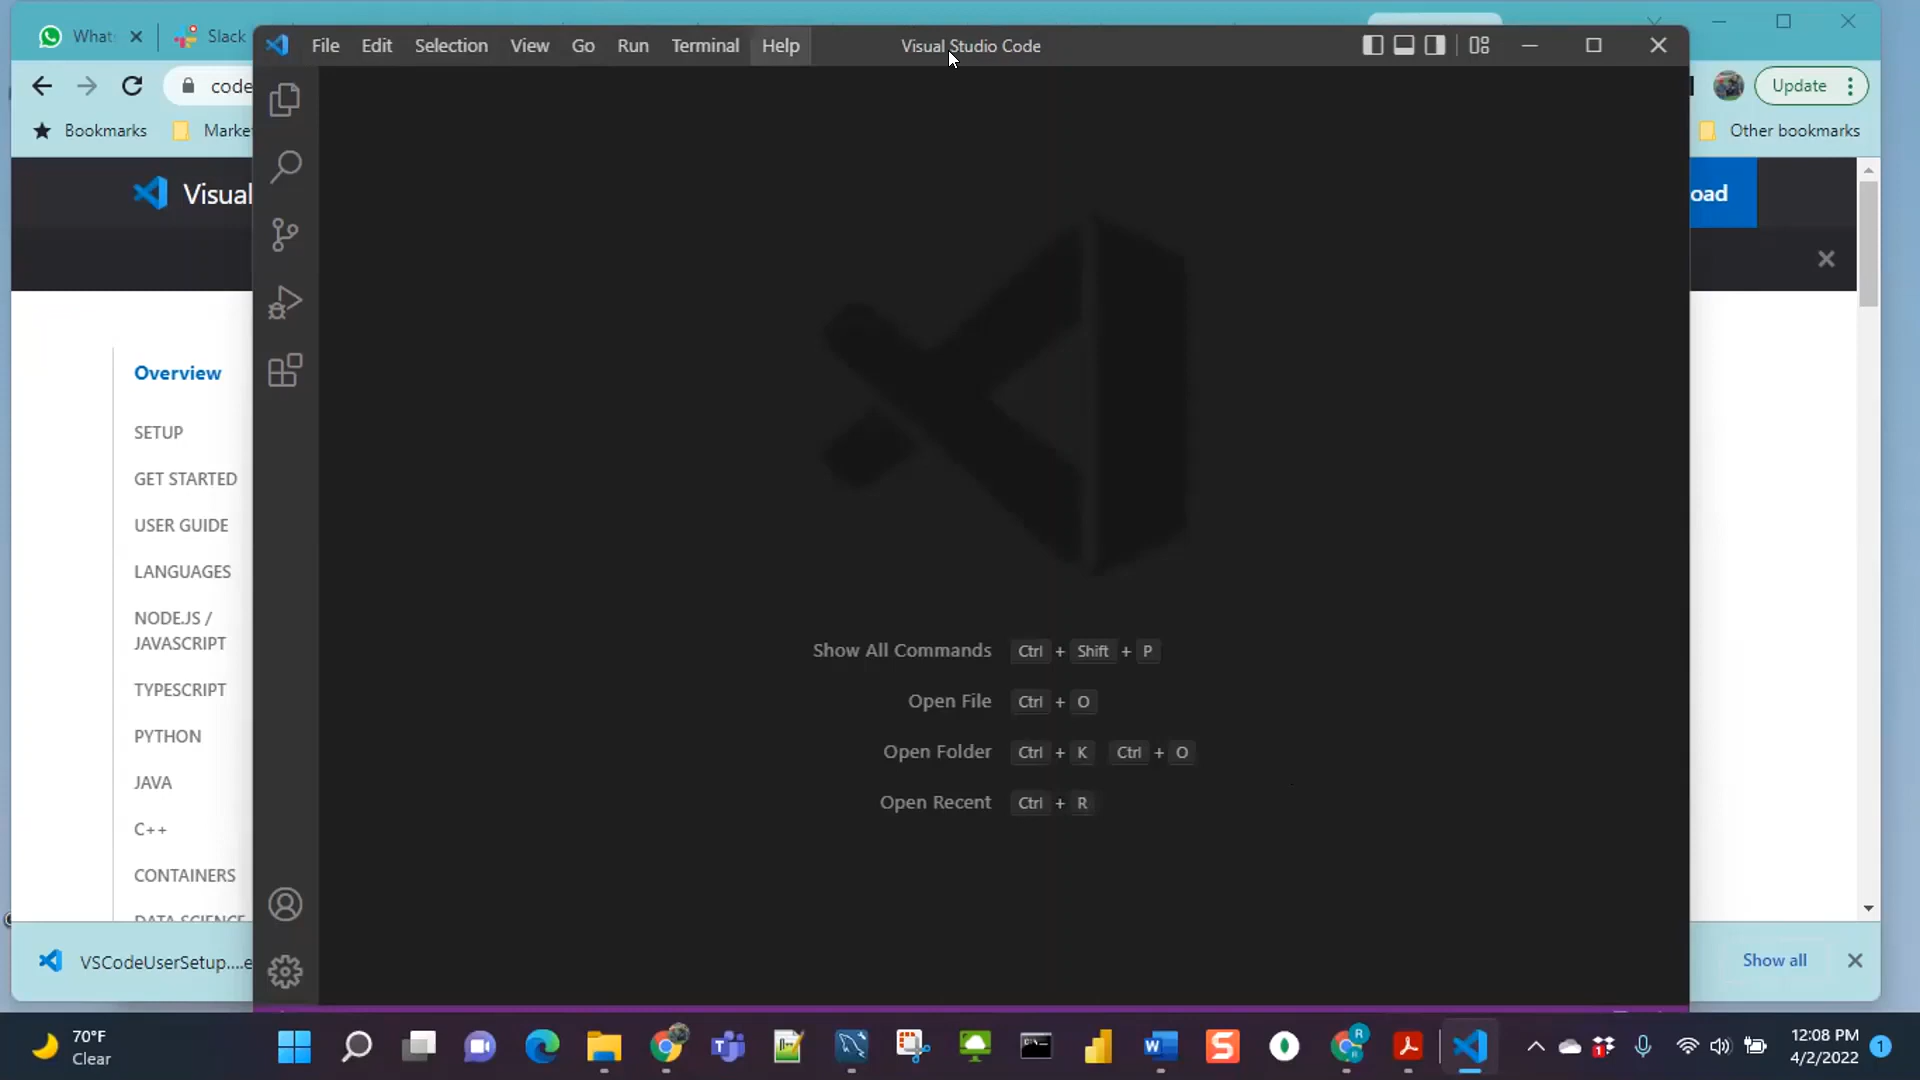 What
Slack
File Edit Selection View Go Run Terminal Help
Visual Studio Code
code
Update
Bookmarks
Marke
Other bookmarks
Visual
oad
Overview
SETUP
GET STARTED
USER GUIDE
LANGUAGES
NODE.JS /
JAVASCRIPT
TYPESCRIPT
PYTHON
JAVA
C++
CONTAINERS
DATA SCIENCE
Show All Commands Ctrl + Shift + P
Open File Ctrl + O
Open Folder Ctrl + K Ctrl + O
Open Recent Ctrl + R
VSCodeUserSetup....e
Show all
70°F
Clear
12:08 PM
4/2/2022
1